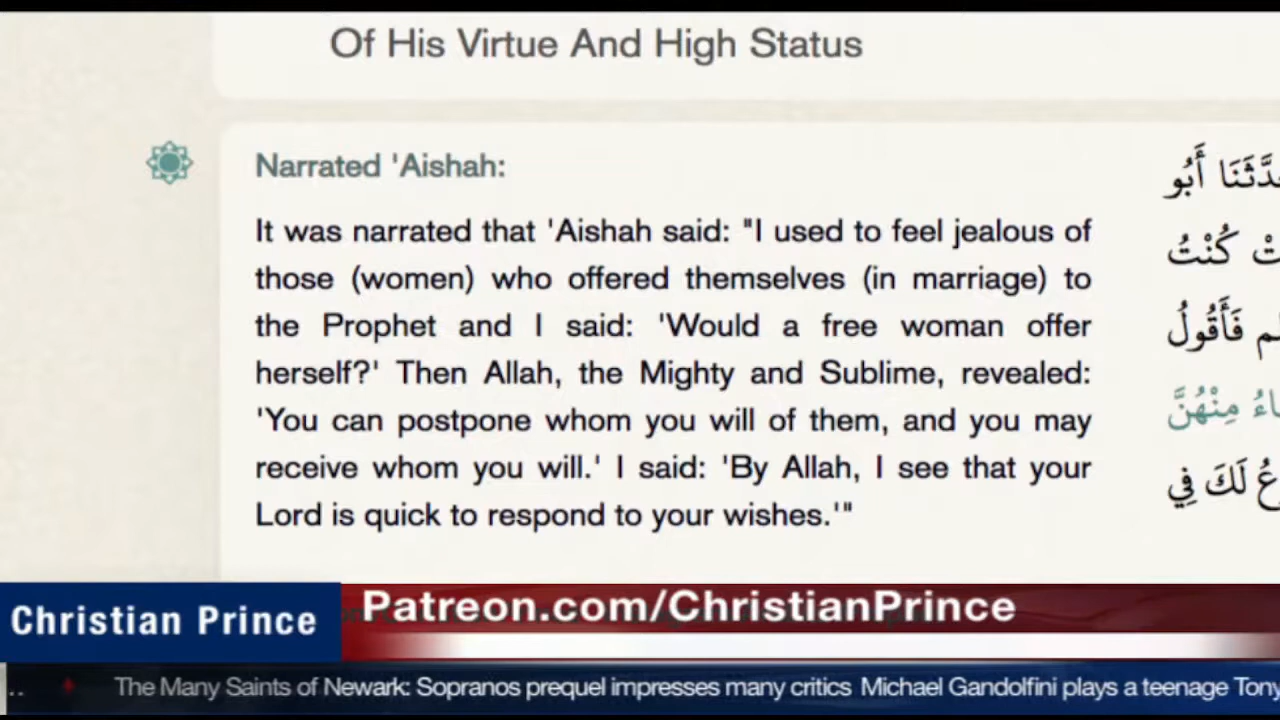 Of His Virtue And High Status
Narrated 'Aishah:
It was narrated that 'Aishah said: "I used to feel jealous of
those (women) who offered themselves (in marriage) to
the Prophet and I said: 'Would a free woman offer
herself?' Then Allah, the Mighty and Sublime, revealed:
'You can postpone whom you will of them, and you may
receive whom you will.' I said: 'By Allah, I see that your
Lord is quick to respond to your wishes.'"
أَبُو
كُنْتُ
فَأَقُولُ
مِنْهُنَّ
لَكَ فِي
Christian Prince
Patreon.com/ChristianPrince
.. The Many Saints of Newark: Sopranos prequel impresses many critics Michael Gandolfini plays a teenage Tony